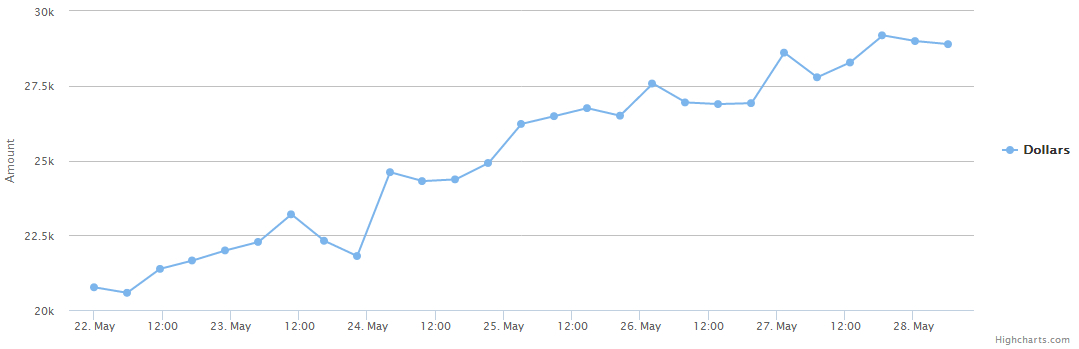 30k
27.5k
25k
22.5k
20k
Amount
22. May 12:00 23. May 12:00 24. May 12:00 25. May 12:00 26. May 12:00 27. May 12:00 28. May
Dollars
Highcharts.com